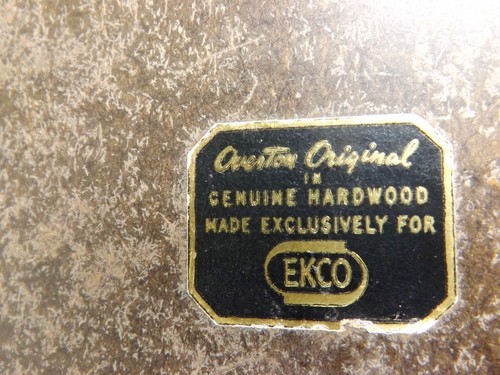 Overton Original
IN
GENUINE HARDWOOD
MADE EXCLUSIVELY FOR
EKCO